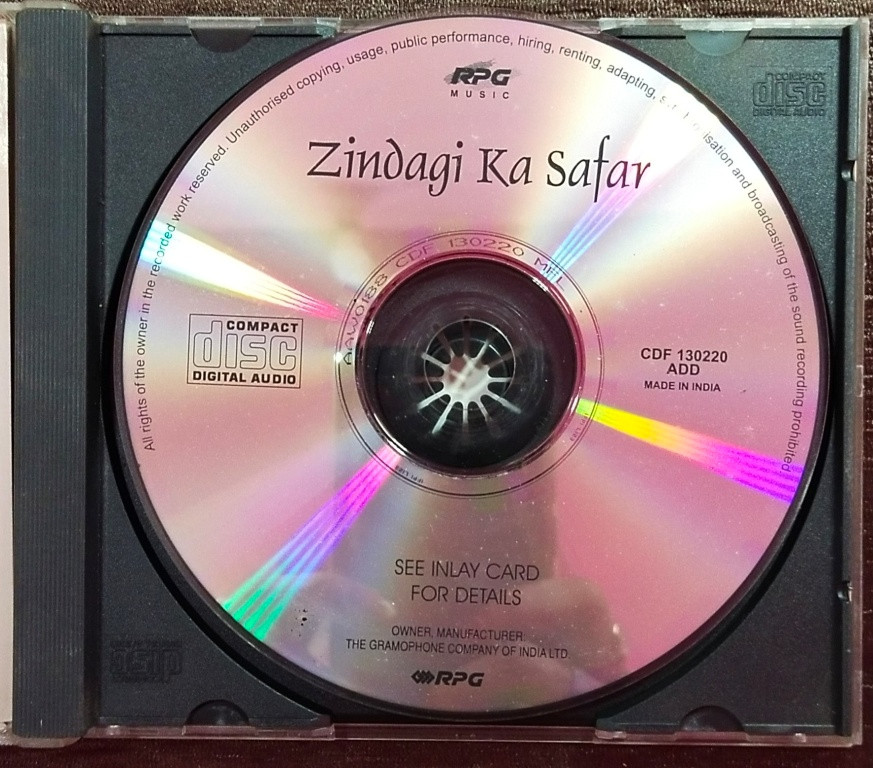 All rights of the owner in the recorded work reserved. Unauthorised copying, usage, public performance, hiring, renting, adapting, and broadcasting of the sound recording prohibited
RPG
MUSIC
COMPACT
disc
DIGITAL AUDIO
Zindagi Ka Safar
CDF 130220 MFL
COMPACT
disc
DIGITAL AUDIO
CDF 130220
ADD
MADE IN INDIA
SEE INLAY CARD
FOR DETAILS
OWNER, MANUFACTURER:
THE GRAMOPHONE COMPANY OF INDIA LTD
RPG